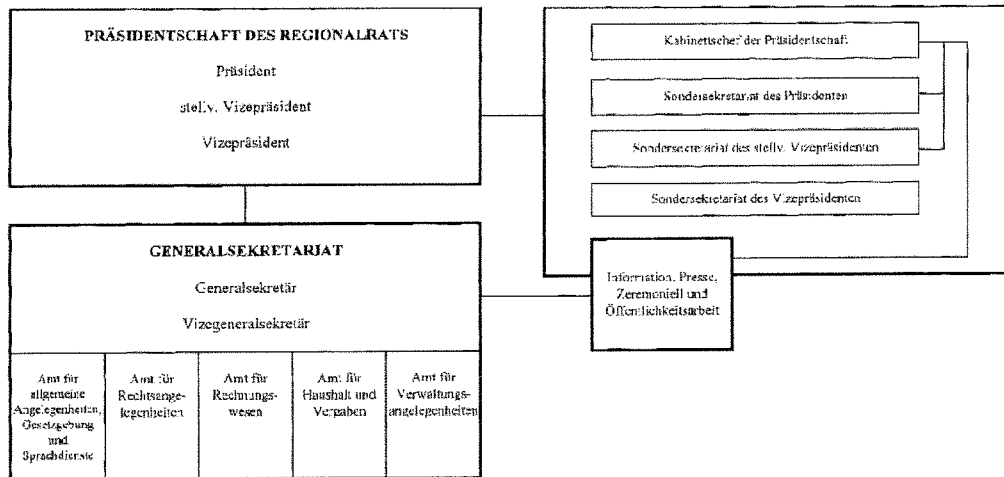 PRÄSIDENTSCHAFT DES REGIONALRATS
Präsident
stellv. Vizepräsident
Vizepräsident
Kabinettschef der Präsidentschaft
Sondersekretariat des Präsidenten
Sondersecretariat des stellv. Vizepräsidenten
Sondersekretariat des Vizepräsidenten
GENERALSEKRETARIAT
Generalsekretär
Vizegeneralsekretär
Information, Presse,
Zeremoniell und
Öffentlichkeitsarbeit
Amt für
allgemeine
Angelegenheiten,
Gesetzgebung
und
Sprachdienste
Amt für
Rechtsange-
legenheiten
Amt für
Rechnungs-
wesen
Amt für
Haushalt und
Vergaben
Amt für
Verwaltungs-
angelegenheiten